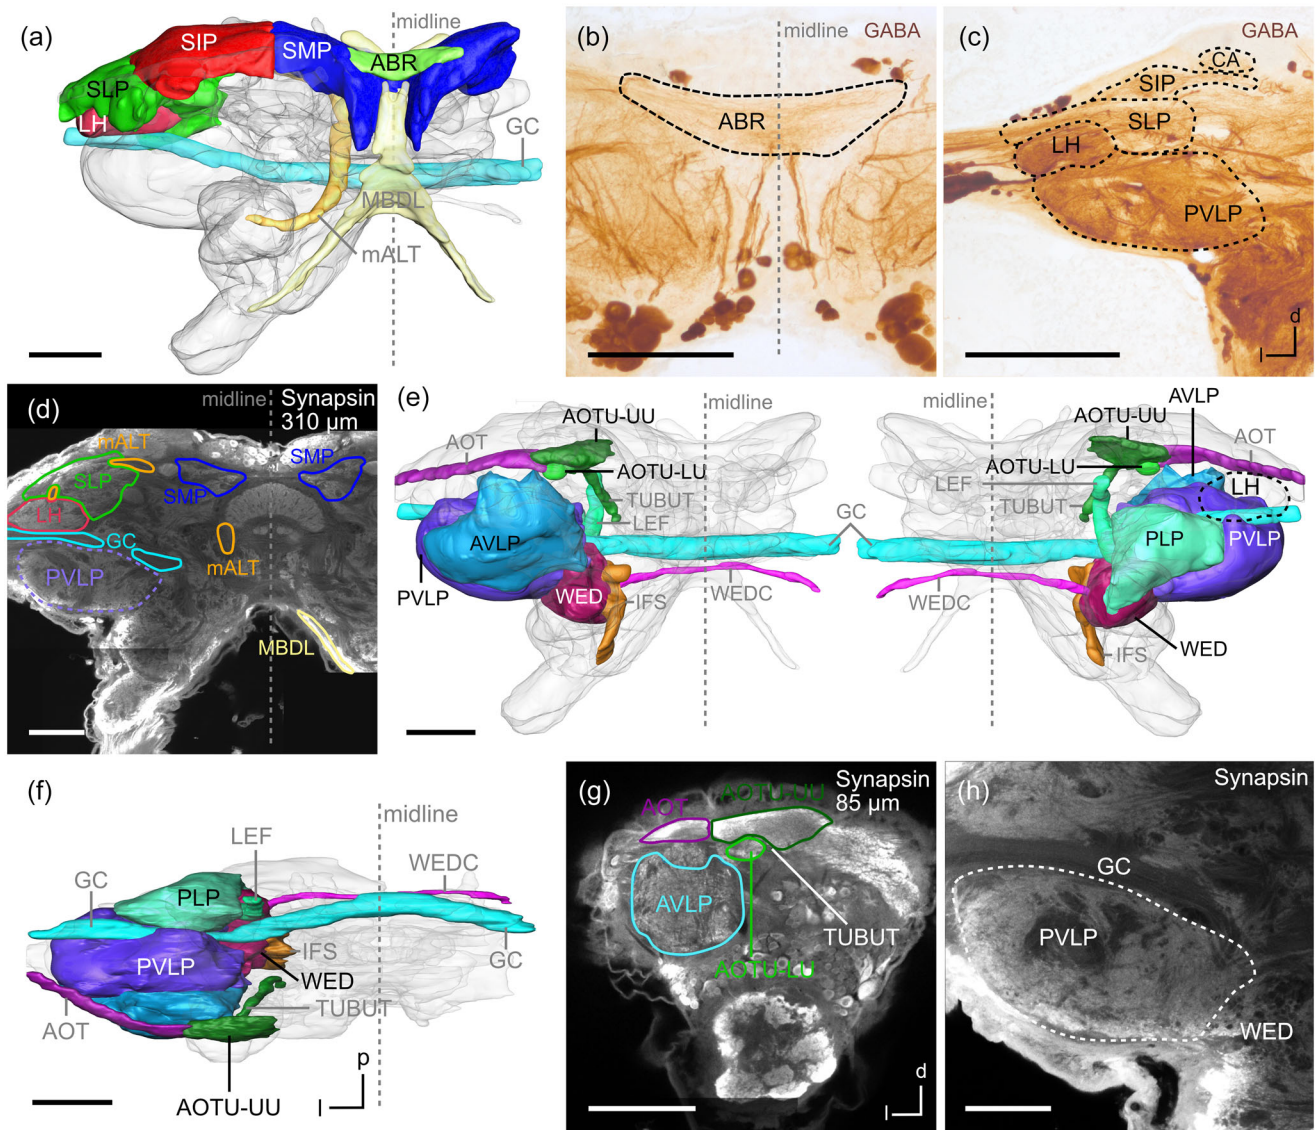 (a)
midline
SIP
SMP
ABR
SLP
LH
GC
MBDL
mALT
(b)
midline
GABA
ABR
(c)
GABA
CA
SIP
SLP
LH
PVLP
d
l
(d)
midline
Synapsin
310 µm
mALT
SMP
SMP
SLP
LH
GC
mALT
PVLP
MBDL
(e)
AOTU-UU
midline
AOT
AOTU-LU
TUBUT
LEF
AVLP
GC
PVLP
WED
IFS
WEDC
midline
AOTU-UU
AVLP
AOT
AOTU-LU
LEF
LH
TUBUT
PLP
PVLP
WEDC
WED
IFS
(f)
midline
LEF
WEDC
GC
PLP
PVLP
IFS
GC
WED
TUBUT
AOT
p
l
AOTU-UU
(g)
Synapsin
85 µm
AOTU-UU
AOT
AVLP
TUBUT
AOTU-LU
d
l
(h)
Synapsin
GC
PVLP
WED